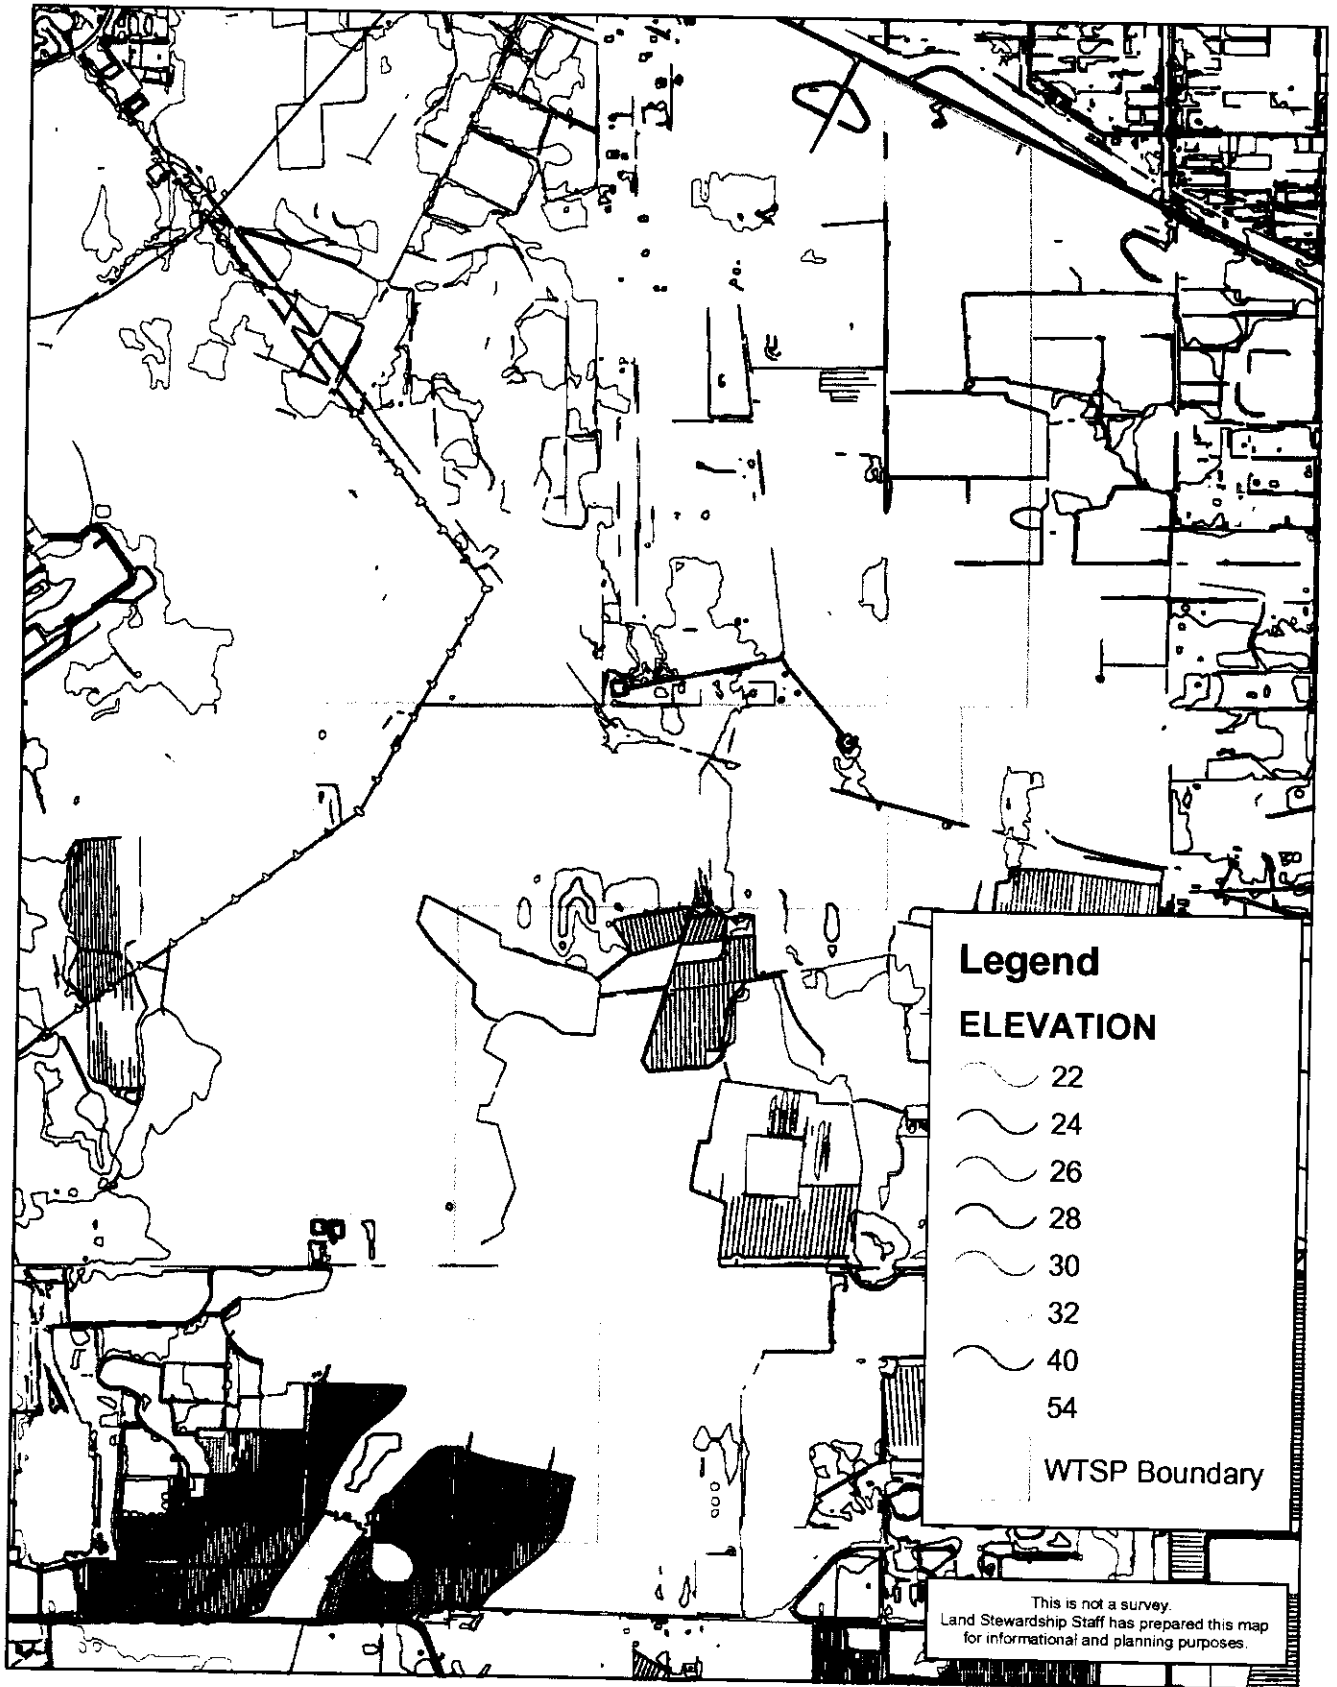 Legend
ELEVATION
22
24
26
28
30
32
40
54
WTSP Boundary
This is not a survey.
Land Stewardship Staff has prepared this map
for informational and planning purposes.